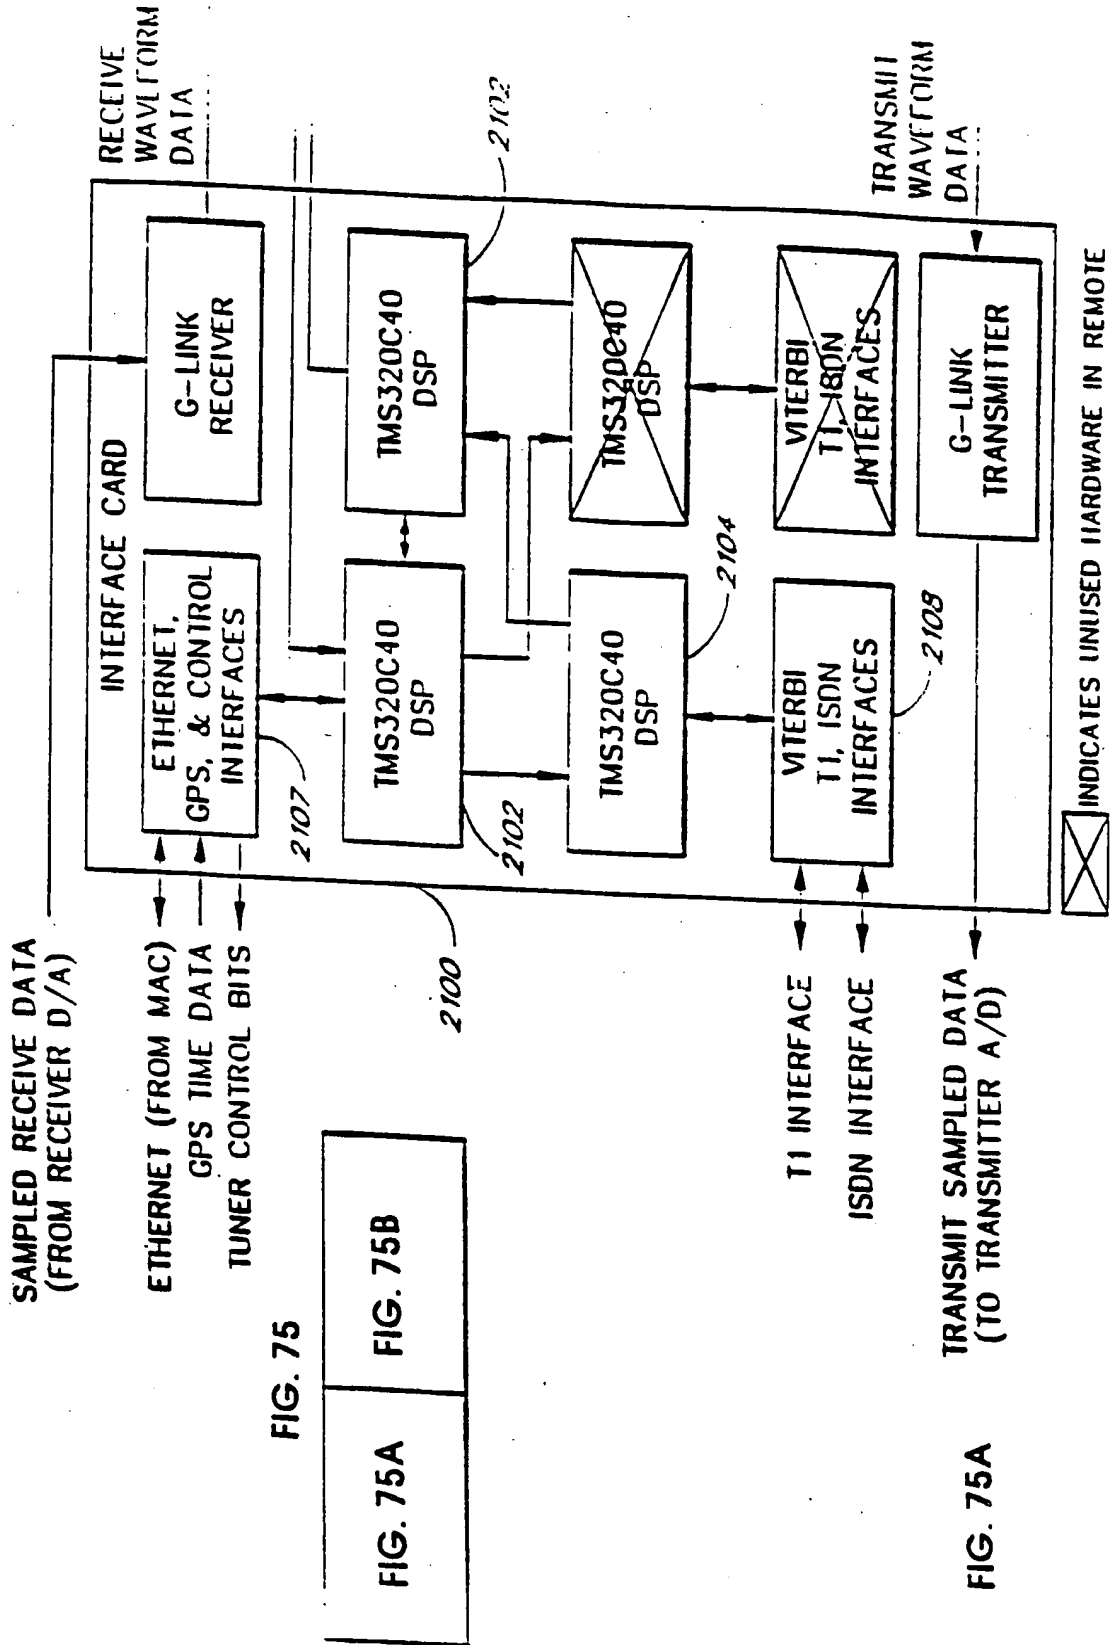 SAMPLED RECEIVE DATA
(FROM RECEIVER D/A)
ETHERNET (FROM MAC)
GPS TIME DATA
TUNER CONTROL BITS
INTERFACE CARD
ETHERNET,
GPS, & CONTROL
INTERFACES
2107
G-LINK
RECEIVER
RECEIVE
WAVEFORM
DATA
TMS320C40
DSP
2102
TMS320C40
DSP
2102
2100
TMS320C40
DSP
2104
TMS320C40
DSP
T1 INTERFACE
ISDN INTERFACE
VITERBI
T1, ISDN
INTERFACES
2108
VITERBI
T1, ISDN
INTERFACES
G-LINK
TRANSMITTER
TRANSMIT
WAVEFORM
DATA
TRANSMIT SAMPLED DATA
(TO TRANSMITTER A/D)
INDICATES UNUSED HARDWARE IN REMOTE
FIG. 75
FIG. 75A
FIG. 75B
FIG. 75A